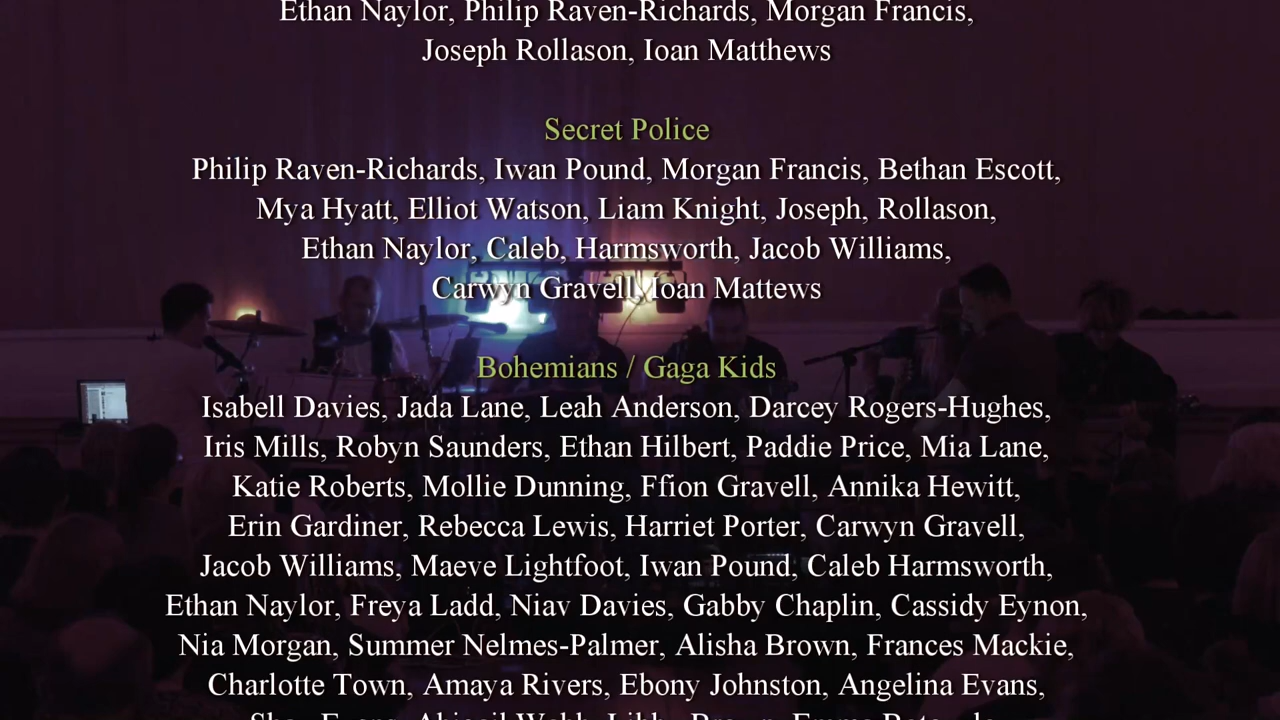 Ethan Naylor, Philip Raven-Richards, Morgan Francis,
Joseph Rollason, Ioan Matthews
Secret Police
Philip Raven-Richards, Iwan Pound, Morgan Francis, Bethan Escott,
Mya Hyatt, Elliot Watson, Liam Knight, Joseph, Rollason,
Ethan Naylor, Caleb, Harmsworth, Jacob Williams,
Carwyn Gravell, Ioan Mattews
Bohemians / Gaga Kids
Isabell Davies, Jada Lane, Leah Anderson, Darcey Rogers-Hughes,
Iris Mills, Robyn Saunders, Ethan Hilbert, Paddie Price, Mia Lane,
Katie Roberts, Mollie Dunning, Ffion Gravell, Annika Hewitt,
Erin Gardiner, Rebecca Lewis, Harriet Porter, Carwyn Gravell,
Jacob Williams, Maeve Lightfoot, Iwan Pound, Caleb Harmsworth,
Ethan Naylor, Freya Ladd, Niav Davies, Gabby Chaplin, Cassidy Eynon,
Nia Morgan, Summer Nelmes-Palmer, Alisha Brown, Frances Mackie,
Charlotte Town, Amaya Rivers, Ebony Johnston, Angelina Evans,